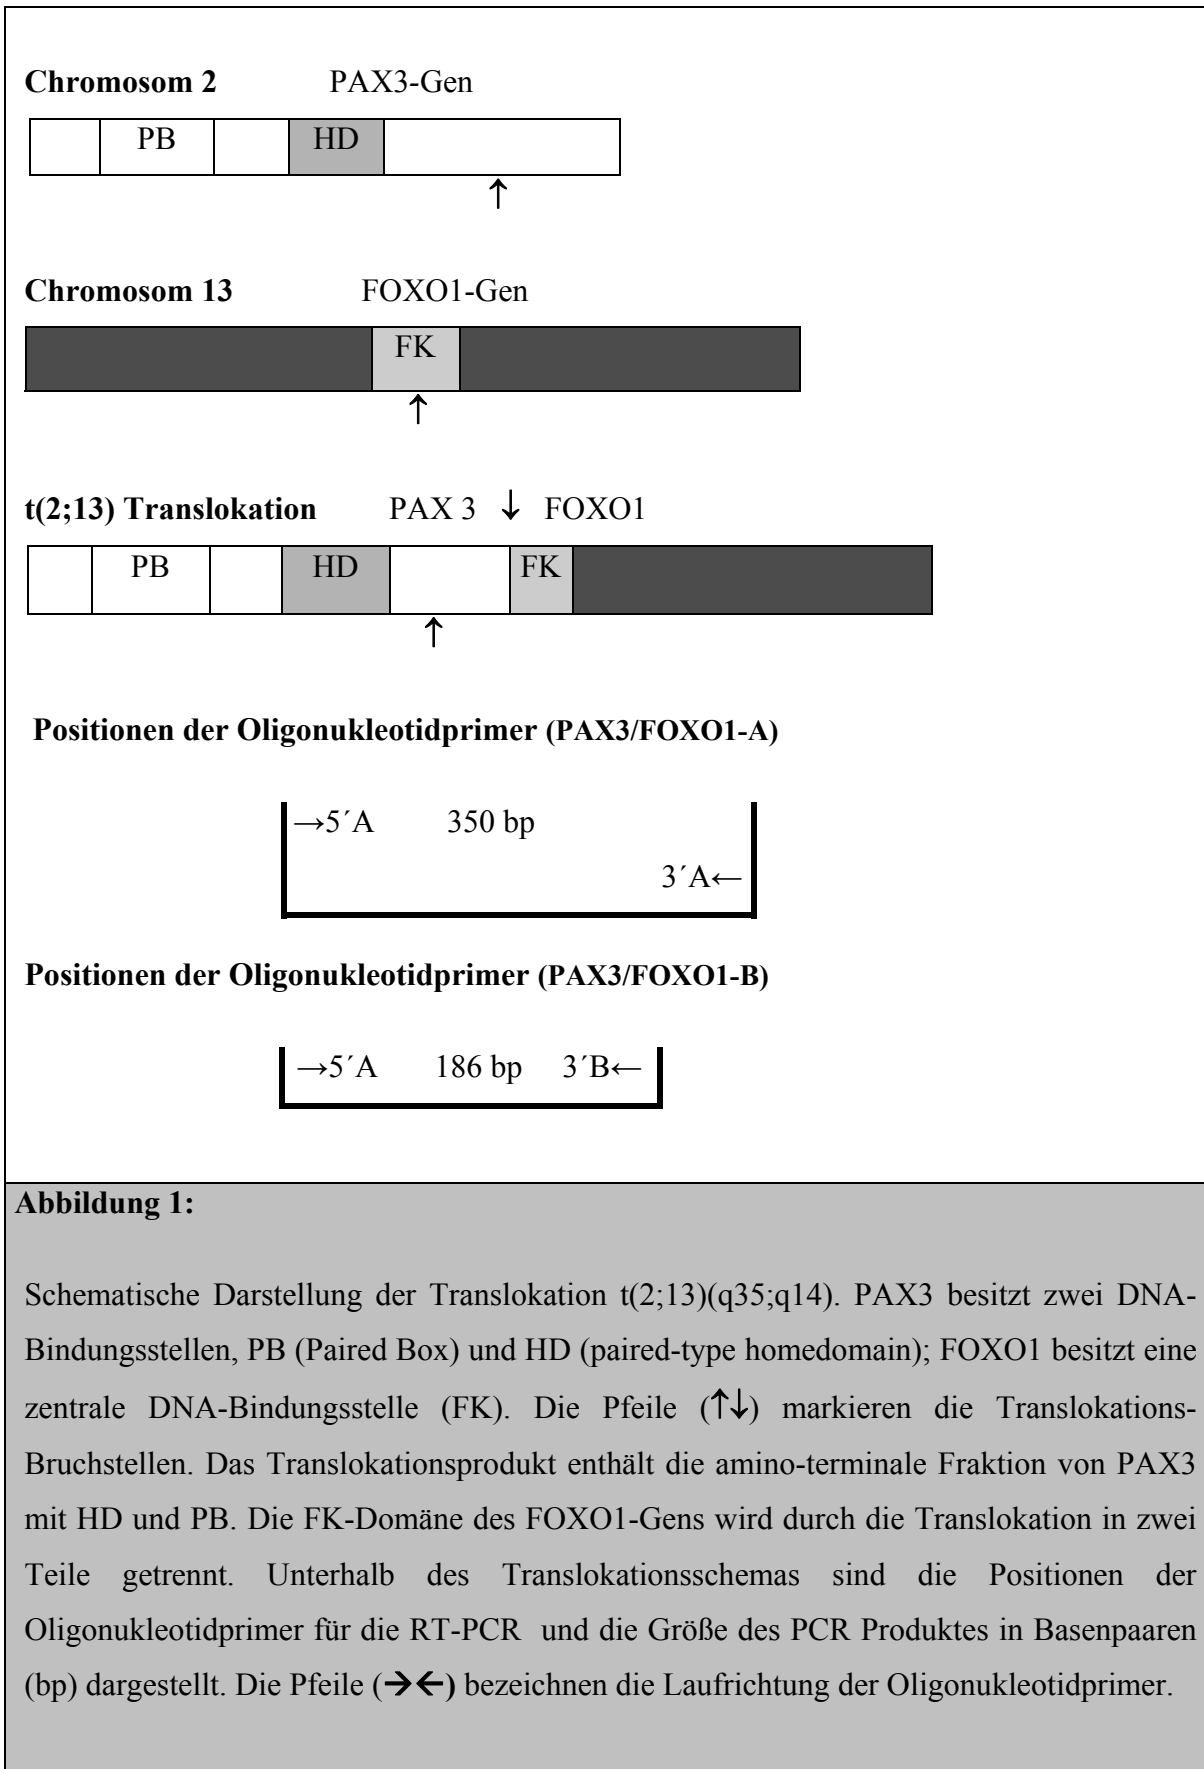 Chromosom 2 PAX3-Gen
PB HD
↑
Chromosom 13 FOXO1-Gen
FK
↑
t(2;13) Translokation PAX 3 ↓ FOXO1
PB HD FK
↑
Positionen der Oligonukleotidprimer (PAX3/FOXO1-A)
→5´A 350 bp
3´A←
Positionen der Oligonukleotidprimer (PAX3/FOXO1-B)
→5´A 186 bp 3´B←
Abbildung 1:
Schematische Darstellung der Translokation t(2;13)(q35;q14). PAX3 besitzt zwei DNA-
Bindungsstellen, PB (Paired Box) und HD (paired-type homedomain); FOXO1 besitzt eine
zentrale DNA-Bindungsstelle (FK). Die Pfeile (↑↓) markieren die Translokations-
Bruchstellen. Das Translokationsprodukt enthält die amino-terminale Fraktion von PAX3
mit HD und PB. Die FK-Domäne des FOXO1-Gens wird durch die Translokation in zwei
Teile getrennt. Unterhalb des Translokationsschemas sind die Positionen der
Oligonukleotidprimer für die RT-PCR und die Größe des PCR Produktes in Basenpaaren
(bp) dargestellt. Die Pfeile (→←) bezeichnen die Laufrichtung der Oligonukleotidprimer.